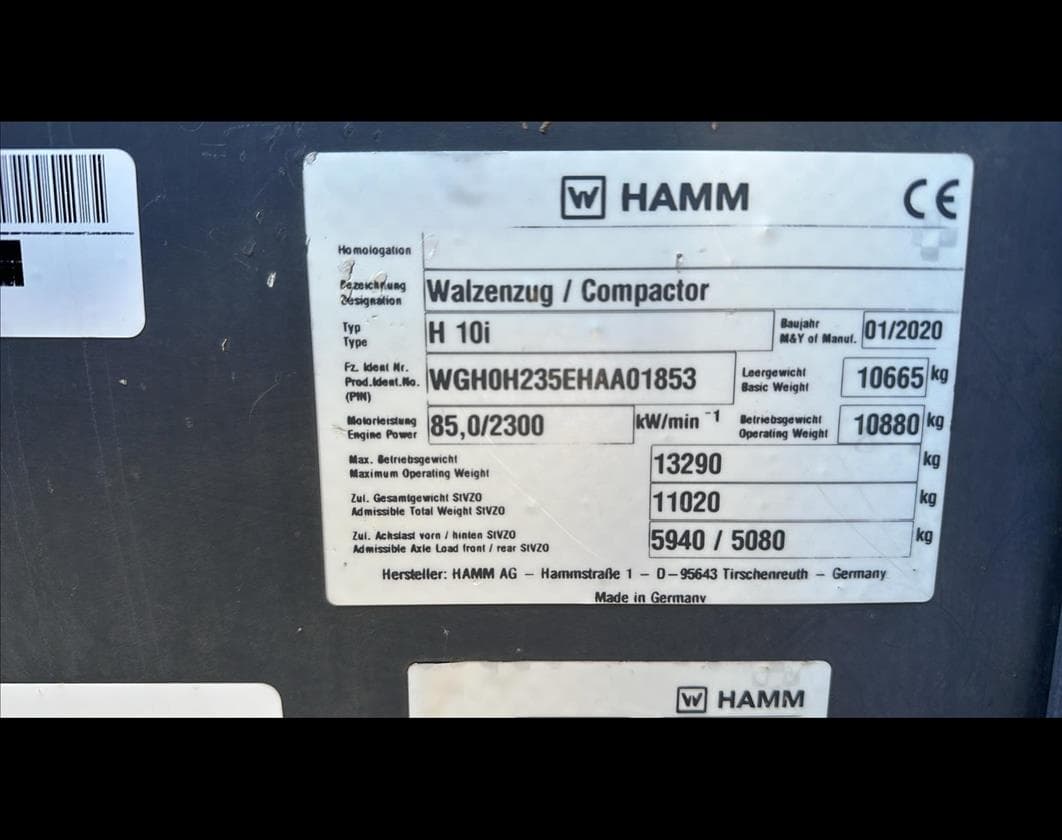 W HAMM CE
Homologation
Bezeichnung
Designation
Walzenzug / Compactor
Typ
Type
H 10i
Baujahr
M&Y of Manuf.
01/2020
Fz. Ident Nr.
Prod.Ident.No.
(PIN)
WGH0H235EHAA01853
Leergewicht
Basic Weight
10665 kg
Motorleistung
Engine Power
85,0/2300 kW/min ⁻¹
Betriebsgewicht
Operating Weight
10880 kg
Max. Betriebsgewicht
Maximum Operating Weight
13290 kg
Zul. Gesamtgewicht StVZO
Admissible Total Weight StVZO
11020 kg
Zul. Achslast vorn / hinten StVZO
Admissible Axle Load front / rear StVZO
5940 / 5080 kg
Hersteller: HAMM AG – Hammstraße 1 – D–95643 Tirschenreuth – Germany
Made in Germany
W HAMM